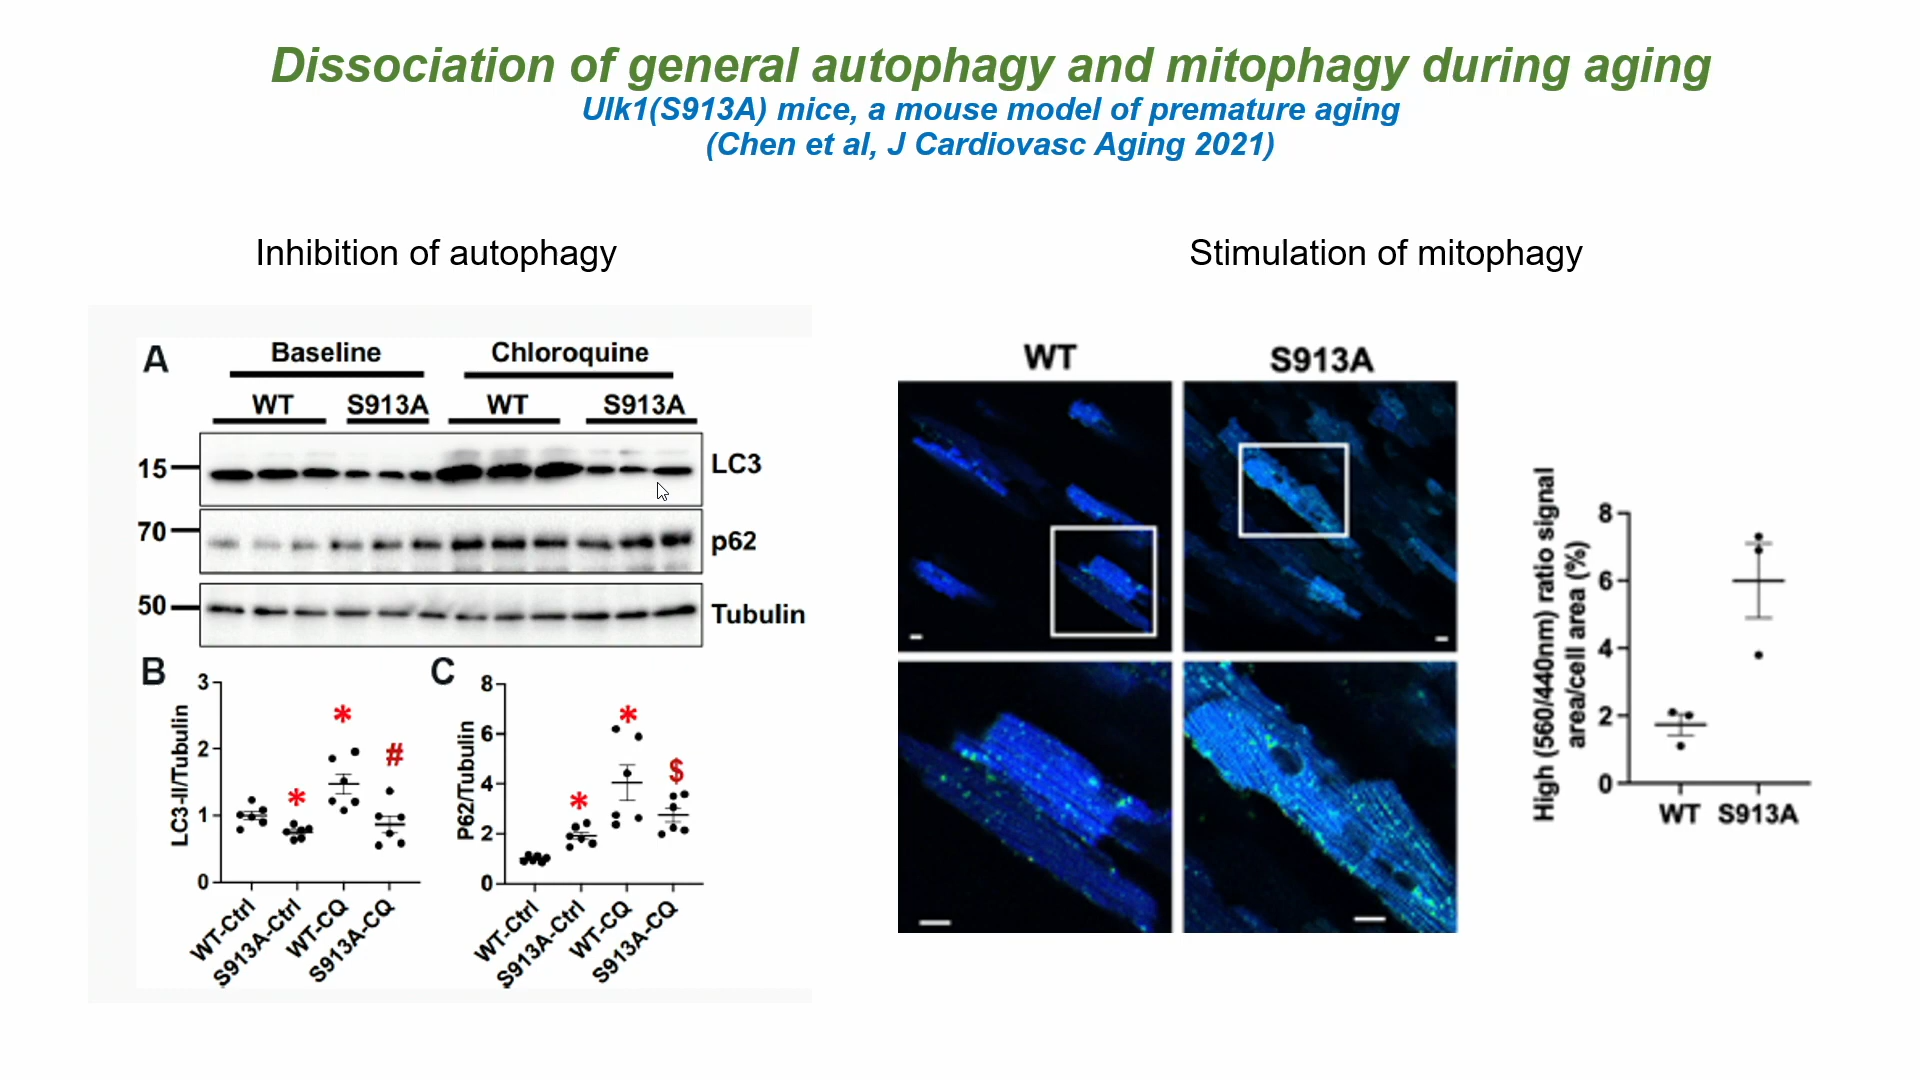 Dissociation of general autophagy and mitophagy during aging
Ulk1(S913A) mice, a mouse model of premature aging
(Chen et al, J Cardiovasc Aging 2021)
Inhibition of autophagy
A
Baseline
Chloroquine
WT
S913A
WT
S913A
15
LC3
70
p62
50
Tubulin
B
LC3-II/Tubulin
3
2
1
0
*
*
*
#
WT-Ctrl
S913A-Ctrl
WT-CQ
S913A-CQ
C
P62/Tubulin
8
6
4
2
0
*
*
$
WT-Ctrl
S913A-Ctrl
WT-CQ
S913A-CQ
Stimulation of mitophagy
WT
S913A
High (560/440nm) ratio signal
area/cell area (%)
8
6
4
2
0
WT
S913A